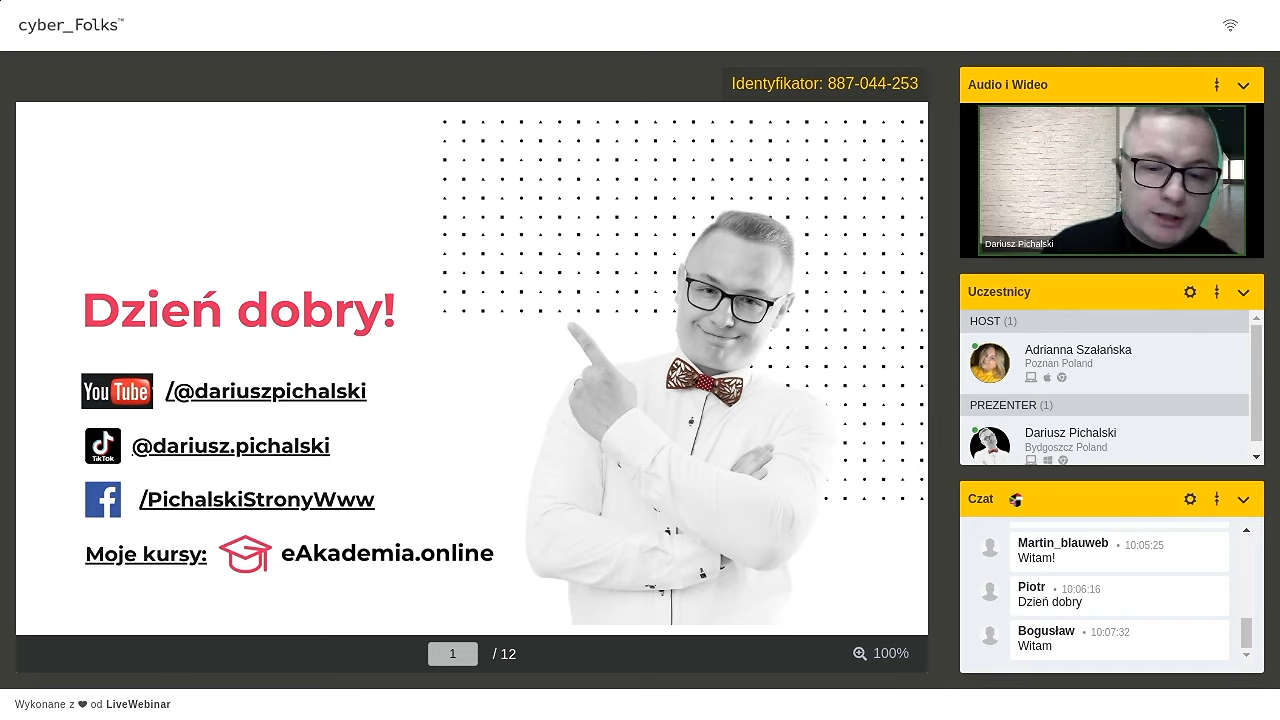 cyber_Folks™
Identyfikator: 887-044-253
Dzień dobry!
You Tube /@dariuszpichalski
TikTok @dariusz.pichalski
f /PichalskiStronyWww
Moje kursy: eAkademia.online
1 / 12
100%
Audio i Wideo
Dariusz Pichalski
Uczestnicy
HOST (1)
Adrianna Szałańska
Poznan Poland
PREZENTER (1)
Dariusz Pichalski
Bydgoszcz Poland
Czat
Martin_blauweb • 10:05:25
Witam!
Piotr • 10:06:16
Dzień dobry
Bogusław • 10:07:32
Witam
Wykonane z ❤ od LiveWebinar